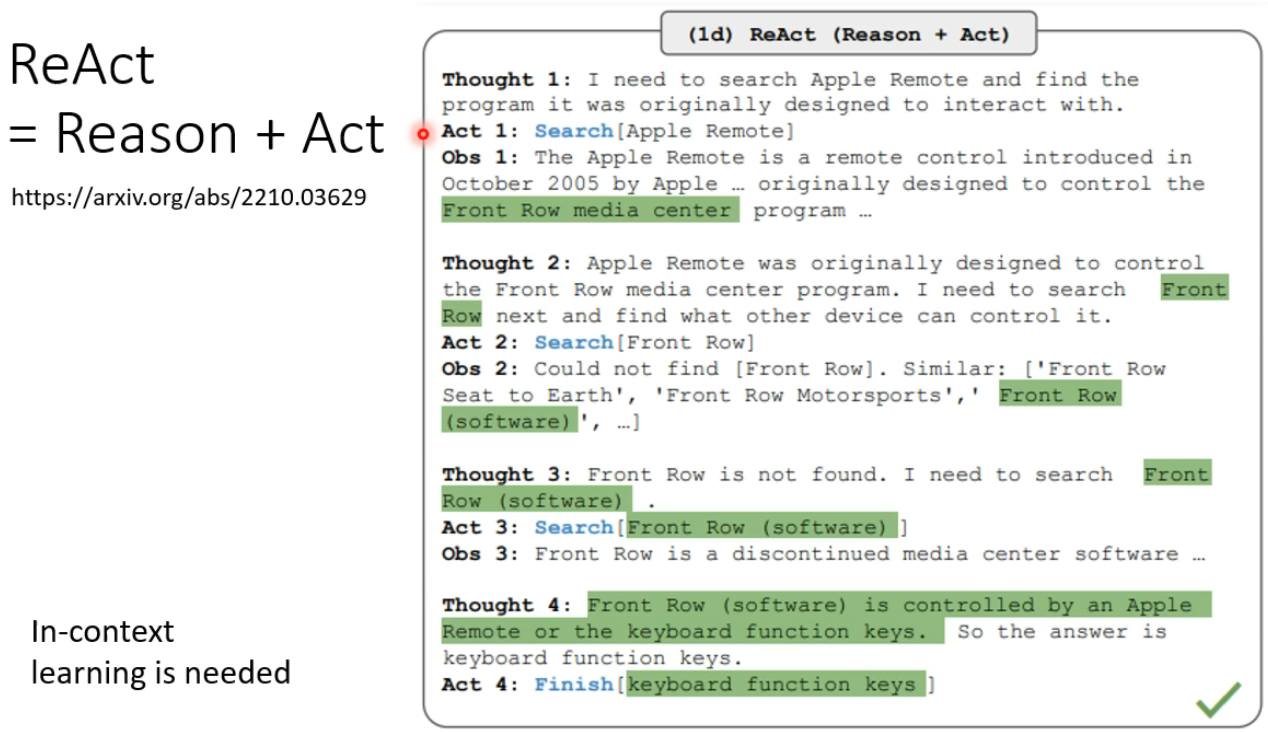 ReAct
= Reason + Act
https://arxiv.org/abs/2210.03629
In-context
learning is needed
(1d) ReAct (Reason + Act)
Thought 1: I need to search Apple Remote and find the
program it was originally designed to interact with.
Act 1: Search[Apple Remote]
Obs 1: The Apple Remote is a remote control introduced in
October 2005 by Apple … originally designed to control the
Front Row media center program …
Thought 2: Apple Remote was originally designed to control
the Front Row media center program. I need to search Front
Row next and find what other device can control it.
Act 2: Search[Front Row]
Obs 2: Could not find [Front Row]. Similar: ['Front Row
Seat to Earth', 'Front Row Motorsports',' Front Row
(software)', …]
Thought 3: Front Row is not found. I need to search Front
Row (software) .
Act 3: Search[Front Row (software) ]
Obs 3: Front Row is a discontinued media center software …
Thought 4: Front Row (software) is controlled by an Apple
Remote or the keyboard function keys. So the answer is
keyboard function keys.
Act 4: Finish[keyboard function keys ]